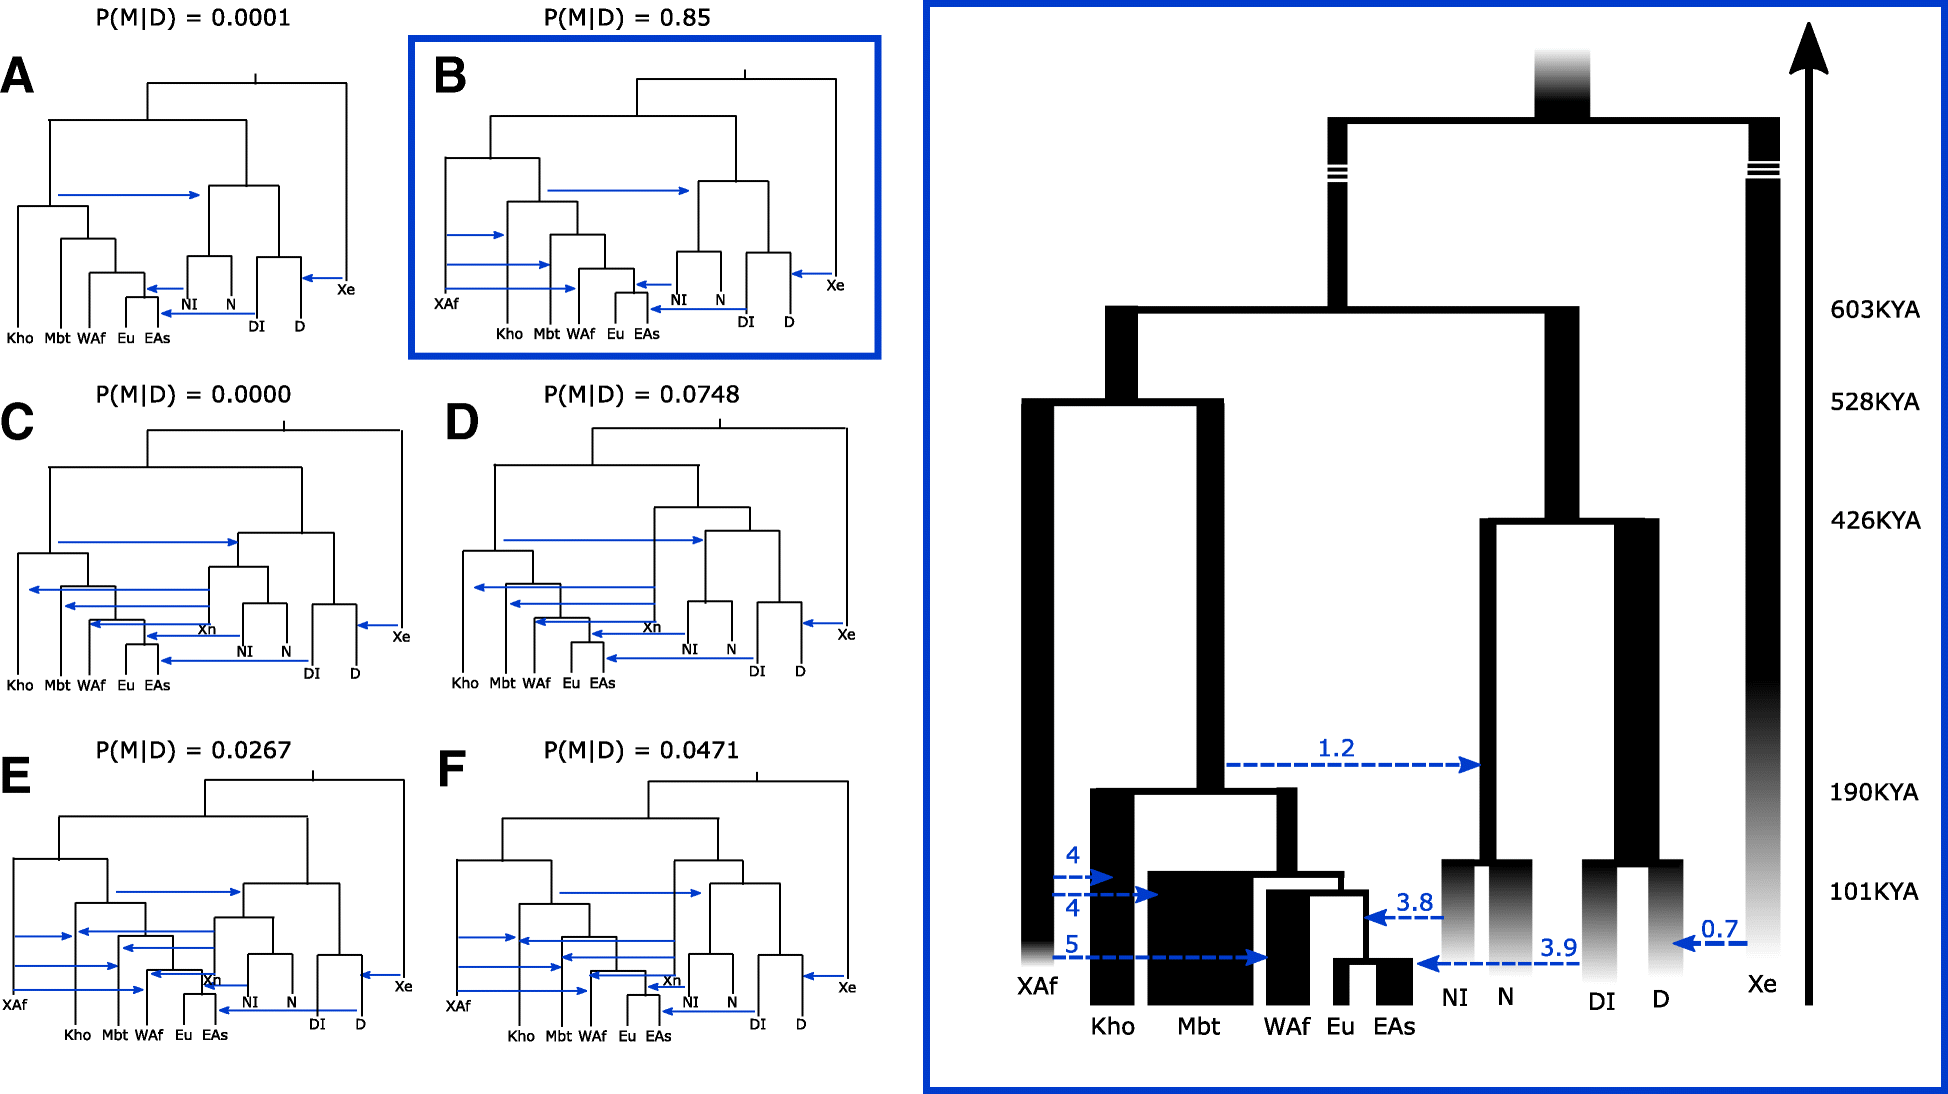 P(M|D) = 0.0001
A
NI N
Xe
DI D
Kho Mbt WAf Eu EAs
P(M|D) = 0.85
B
XAf
NI N
Xe
DI D
Kho Mbt WAf Eu EAs
P(M|D) = 0.0000
C
Xn
Xe
NI N
DI D
Kho Mbt WAf Eu EAs
P(M|D) = 0.0748
D
Xn
Xe
NI N
DI D
Kho Mbt WAf Eu EAs
P(M|D) = 0.0267
E
Xn
Xe
XAf
NI N
DI D
Kho Mbt WAf Eu EAs
P(M|D) = 0.0471
F
Xn
Xe
XAf
NI N
DI D
Kho Mbt WAf Eu EAs
603KYA
528KYA
426KYA
1.2
190KYA
4
101KYA
4
3.8
5
3.9
0.7
XAf
NI N
DI D
Xe
Kho Mbt WAf Eu EAs